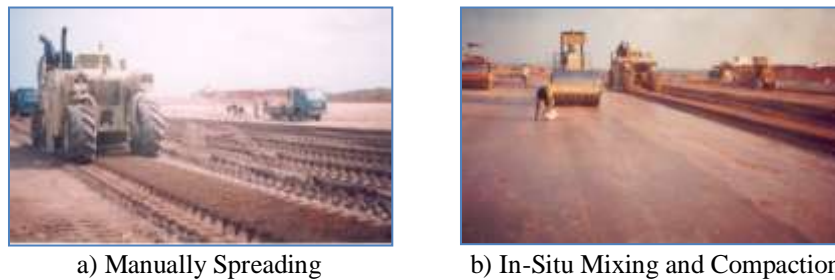 a) Manually Spreading
b) In-Situ Mixing and Compaction